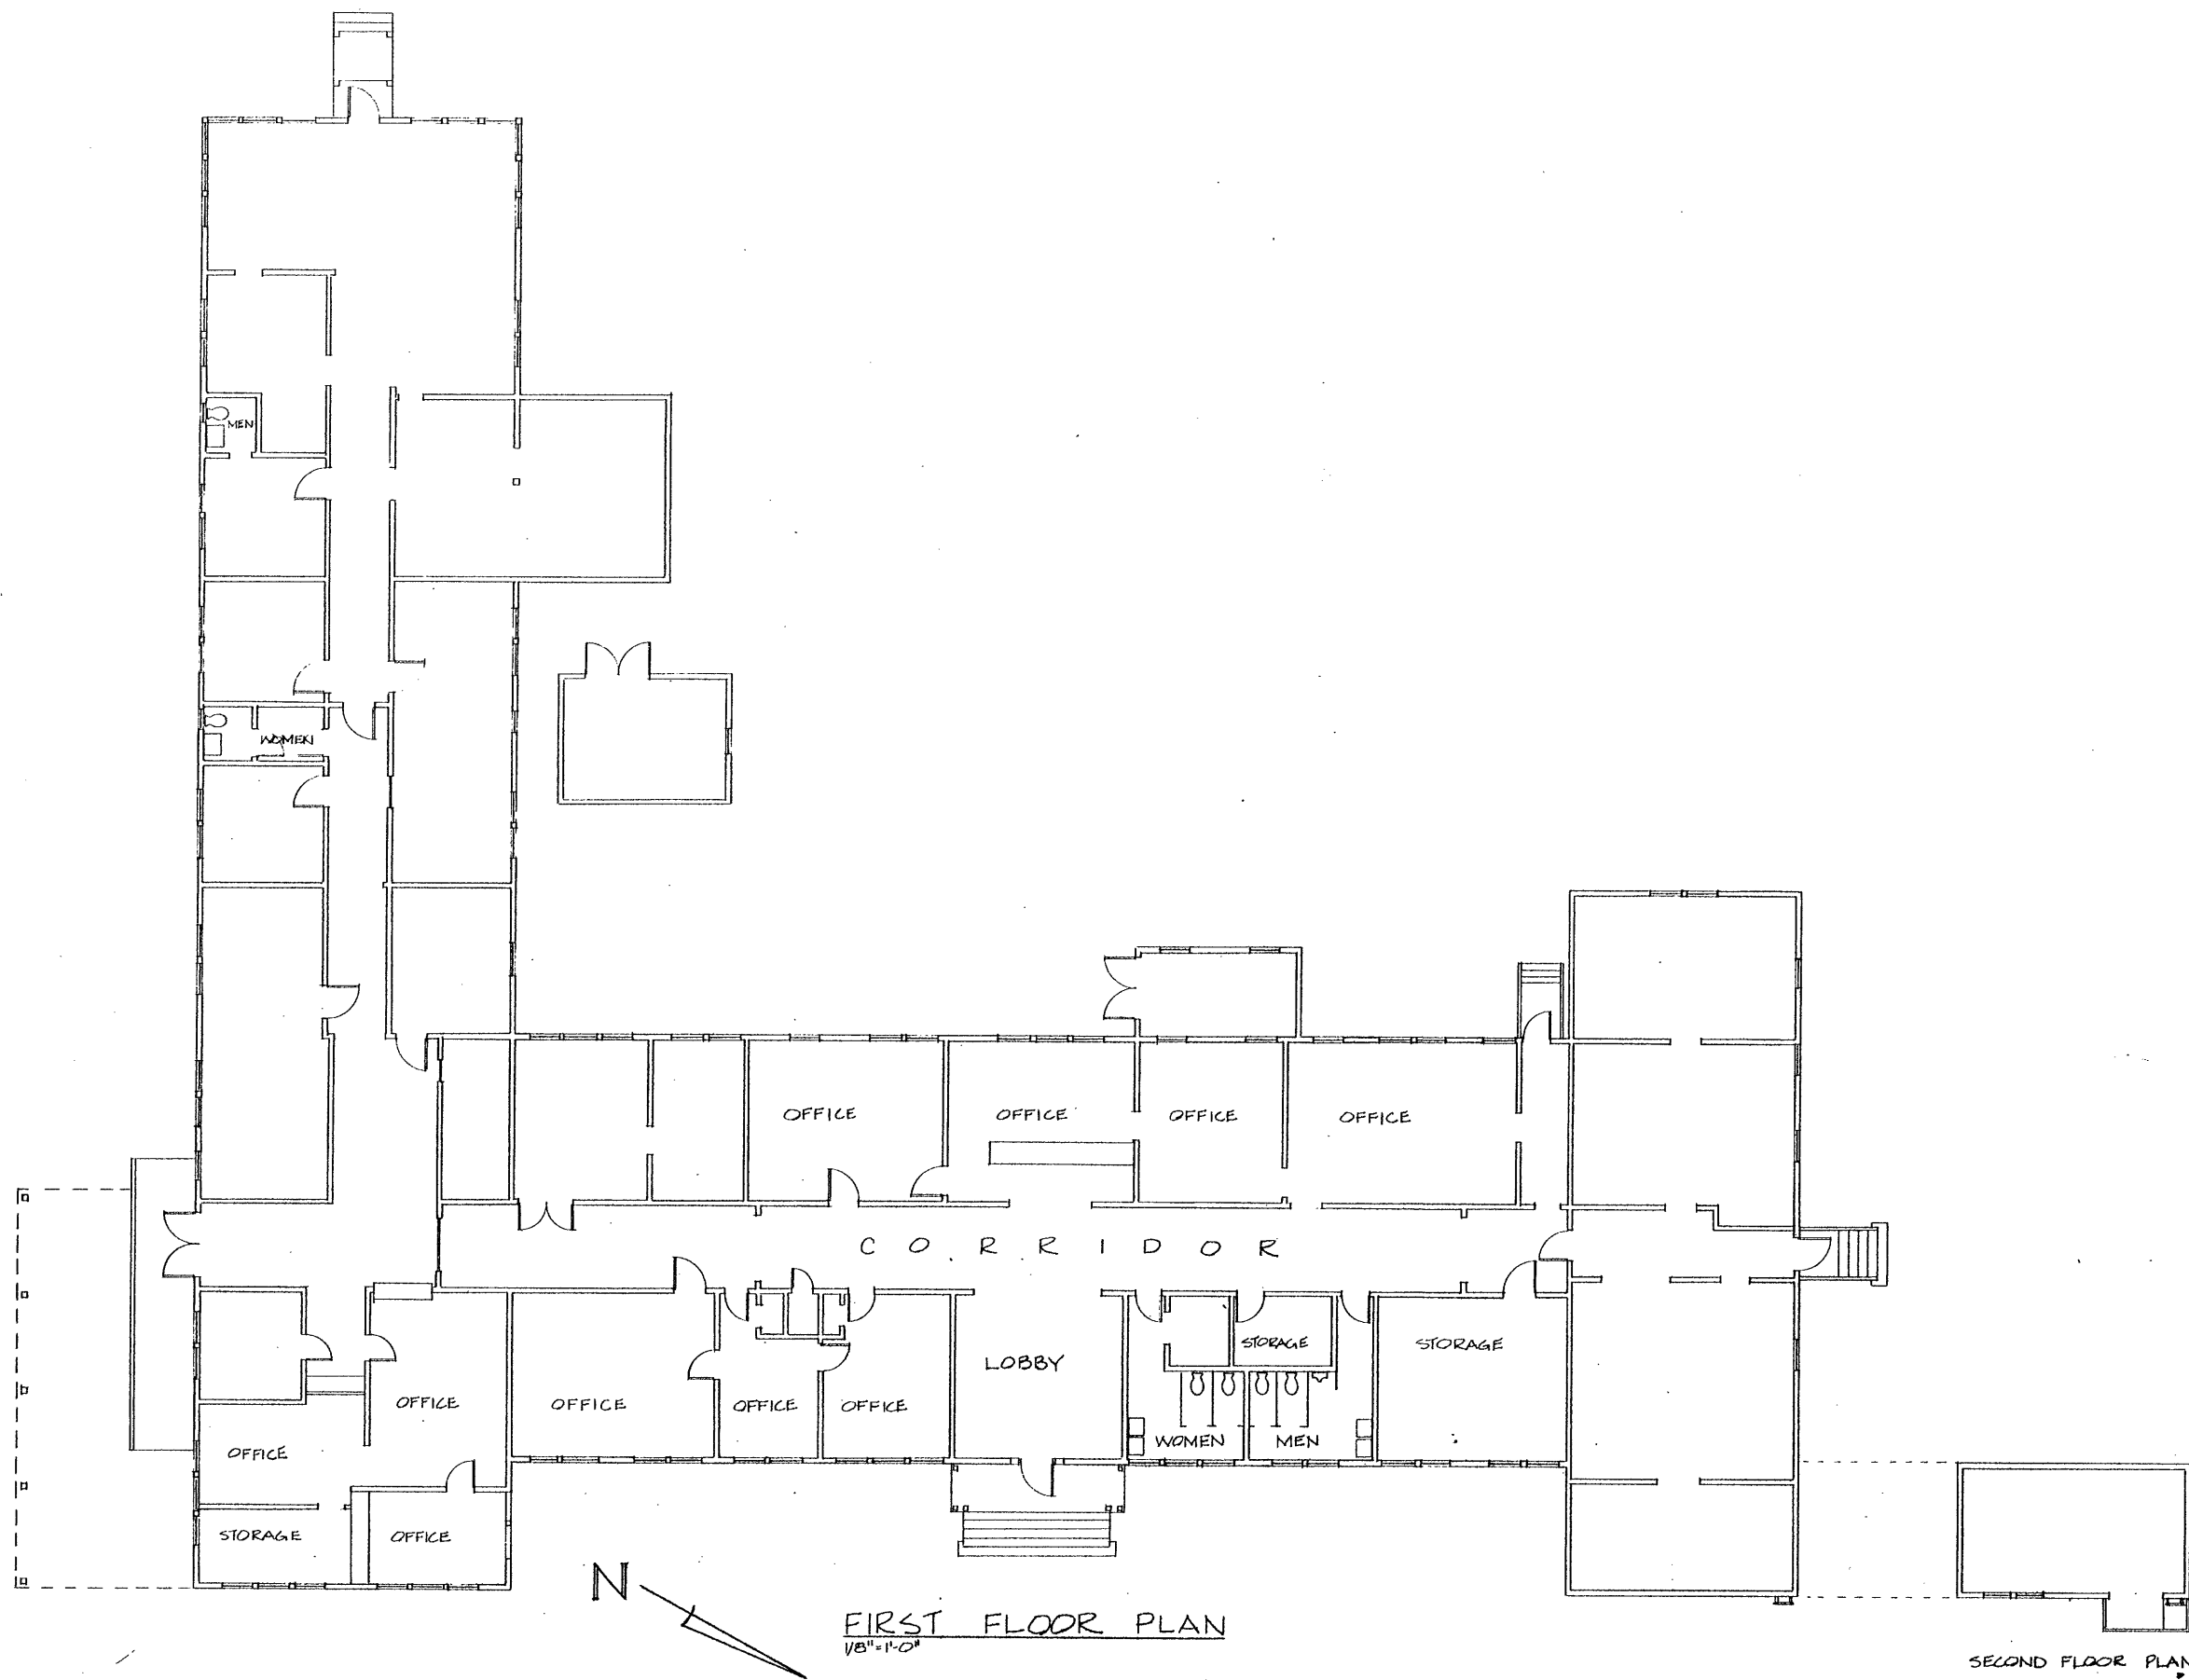 MEN
WOMEN
OFFICE
OFFICE
OFFICE
OFFICE
C O R R I D O R
OFFICE
OFFICE
OFFICE
OFFICE
LOBBY
STORAGE
STORAGE
OFFICE
WOMEN
MEN
STORAGE
OFFICE
N
FIRST FLOOR PLAN
1/8"=1'-0"
SECOND FLOOR PLAN